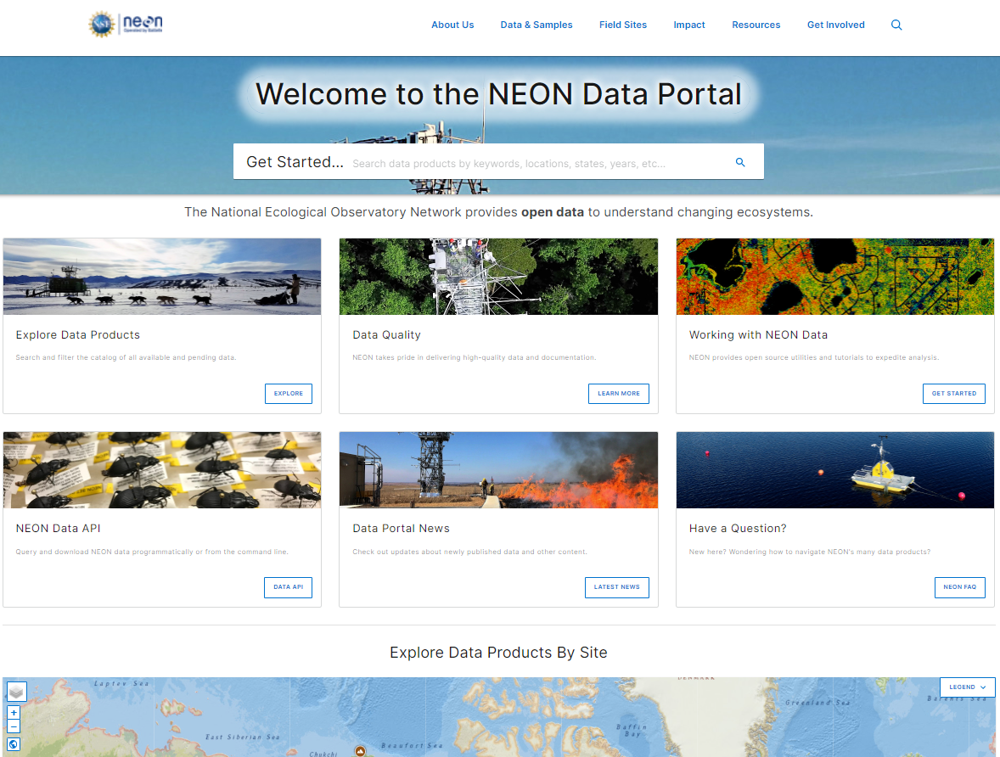 neon
Operated by Battelle
About Us
Data & Samples
Field Sites
Impact
Resources
Get Involved
Welcome to the NEON Data Portal
Get Started...
Search data products by keywords, locations, states, years, etc...
The National Ecological Observatory Network provides open data to understand changing ecosystems.
Explore Data Products
Search and filter the catalog of all available and pending data.
EXPLORE
Data Quality
NEON takes pride in delivering high-quality data and documentation.
LEARN MORE
Working with NEON Data
NEON provides open source utilities and tutorials to expedite analysis.
GET STARTED
NEON Data API
Query and download NEON data programmatically or from the command line.
DATA API
Data Portal News
Check out updates about newly published data and other content.
LATEST NEWS
Have a Question?
New here? Wondering how to navigate NEON's many data products?
NEON FAQ
Explore Data Products By Site
Laptev Sea
DENMARK
LEGEND
+
−
Greenland Sea
Barents Sea
Baffin
Bay
East Siberian Sea
Beaufort Sea
Chukchi